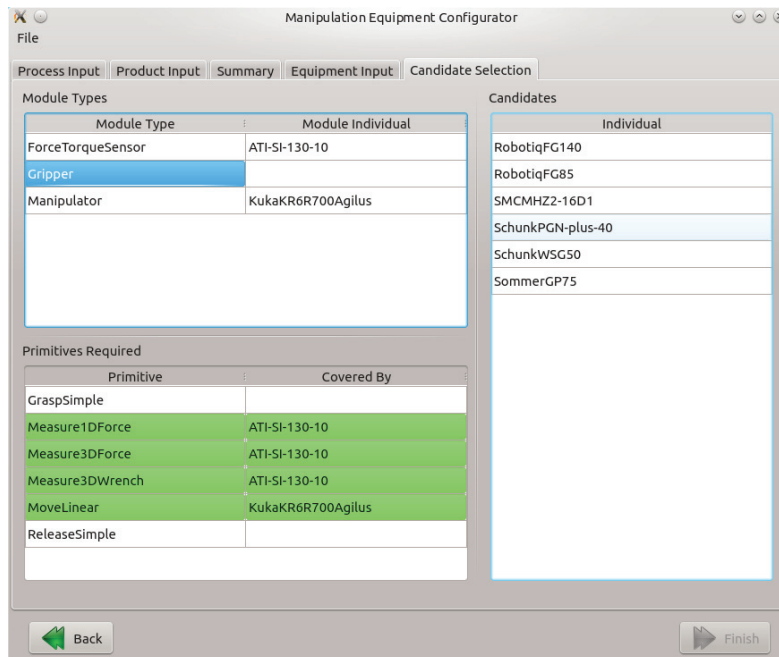 Manipulation Equipment Configurator
File
Process Input Product Input Summary Equipment Input Candidate Selection
Module Types
Module Type Module Individual
ForceTorqueSensor ATI-SI-130-10
Gripper
Manipulator KukaKR6R700Agilus
Primitives Required
Primitive Covered By
GraspSimple
Measure1DForce ATI-SI-130-10
Measure3DForce ATI-SI-130-10
Measure3DWrench ATI-SI-130-10
MoveLinear KukaKR6R700Agilus
ReleaseSimple
Candidates
Individual
RobotiqFG140
RobotiqFG85
SMCMHZ2-16D1
SchunkPGN-plus-40
SchunkWSG50
SommerGP75
Back
Finish